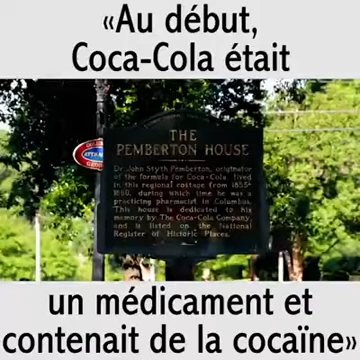 «Au début,
Coca-Cola était
THE
PEMBERTON HOUSE
Dr. John Styth Pemberton, originator
of the formula for Coca-Cola, lived
in this regional cottage from 1855-
1860, during which time he was a
practicing pharmacist in Columbus.
This house is dedicated to his
memory by The Coca-Cola Company,
and is listed on the National
Register of Historic Places.
un médicament et
contenait de la cocaïne»